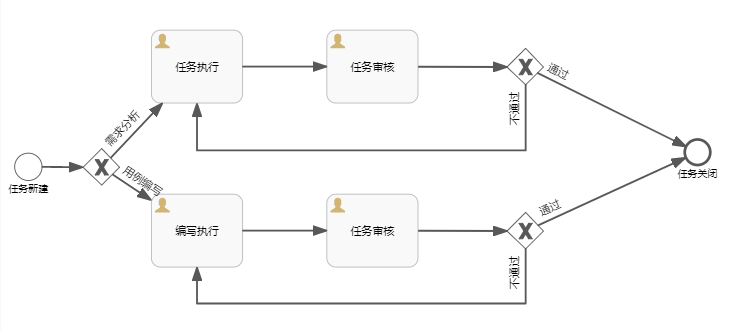 任务执行
任务审核
通过
不通过
需求分析
任务新建
用例编写
任务关闭
编写执行
任务审核
通过
不通过